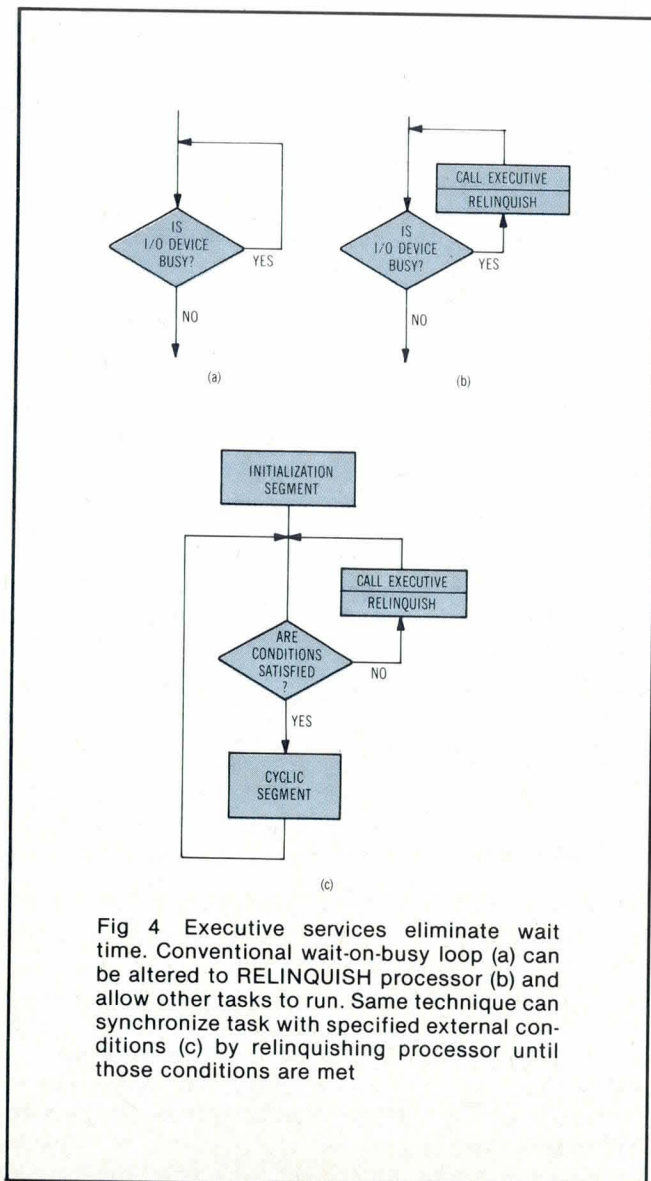 IS
I/O DEVICE
BUSY?
YES
NO
(a)
CALL EXECUTIVE
RELINQUISH
IS
I/O DEVICE
BUSY?
YES
NO
(b)
INITIALIZATION
SEGMENT
CALL EXECUTIVE
RELINQUISH
ARE
CONDITIONS
SATISFIED
?
NO
YES
CYCLIC
SEGMENT
(c)
Fig 4 Executive services eliminate wait
time. Conventional wait-on-busy loop (a) can
be altered to RELINQUISH processor (b) and
allow other tasks to run. Same technique can
synchronize task with specified external con-
ditions (c) by relinquishing processor until
those conditions are met